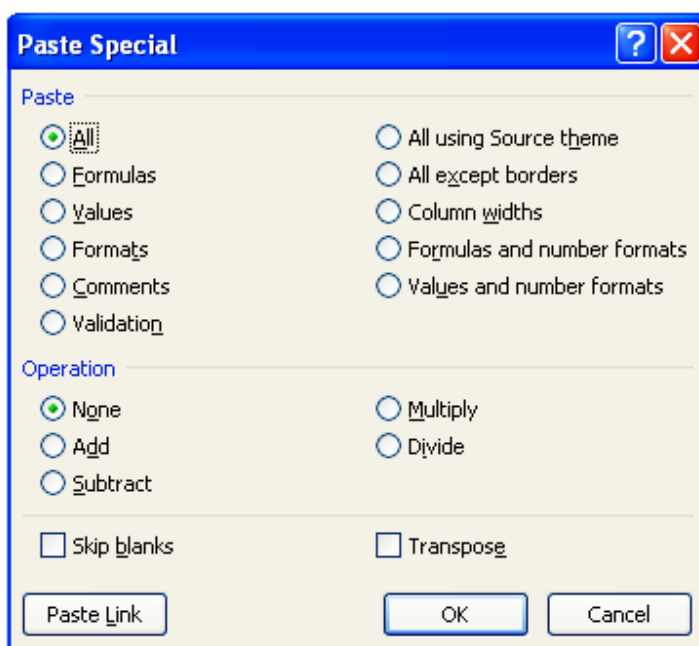 Paste Special
Paste
All
All using Source theme
Formulas
All except borders
Values
Column widths
Formats
Formulas and number formats
Comments
Values and number formats
Validation
Operation
None
Multiply
Add
Divide
Subtract
Skip blanks
Transpose
Paste Link
OK
Cancel